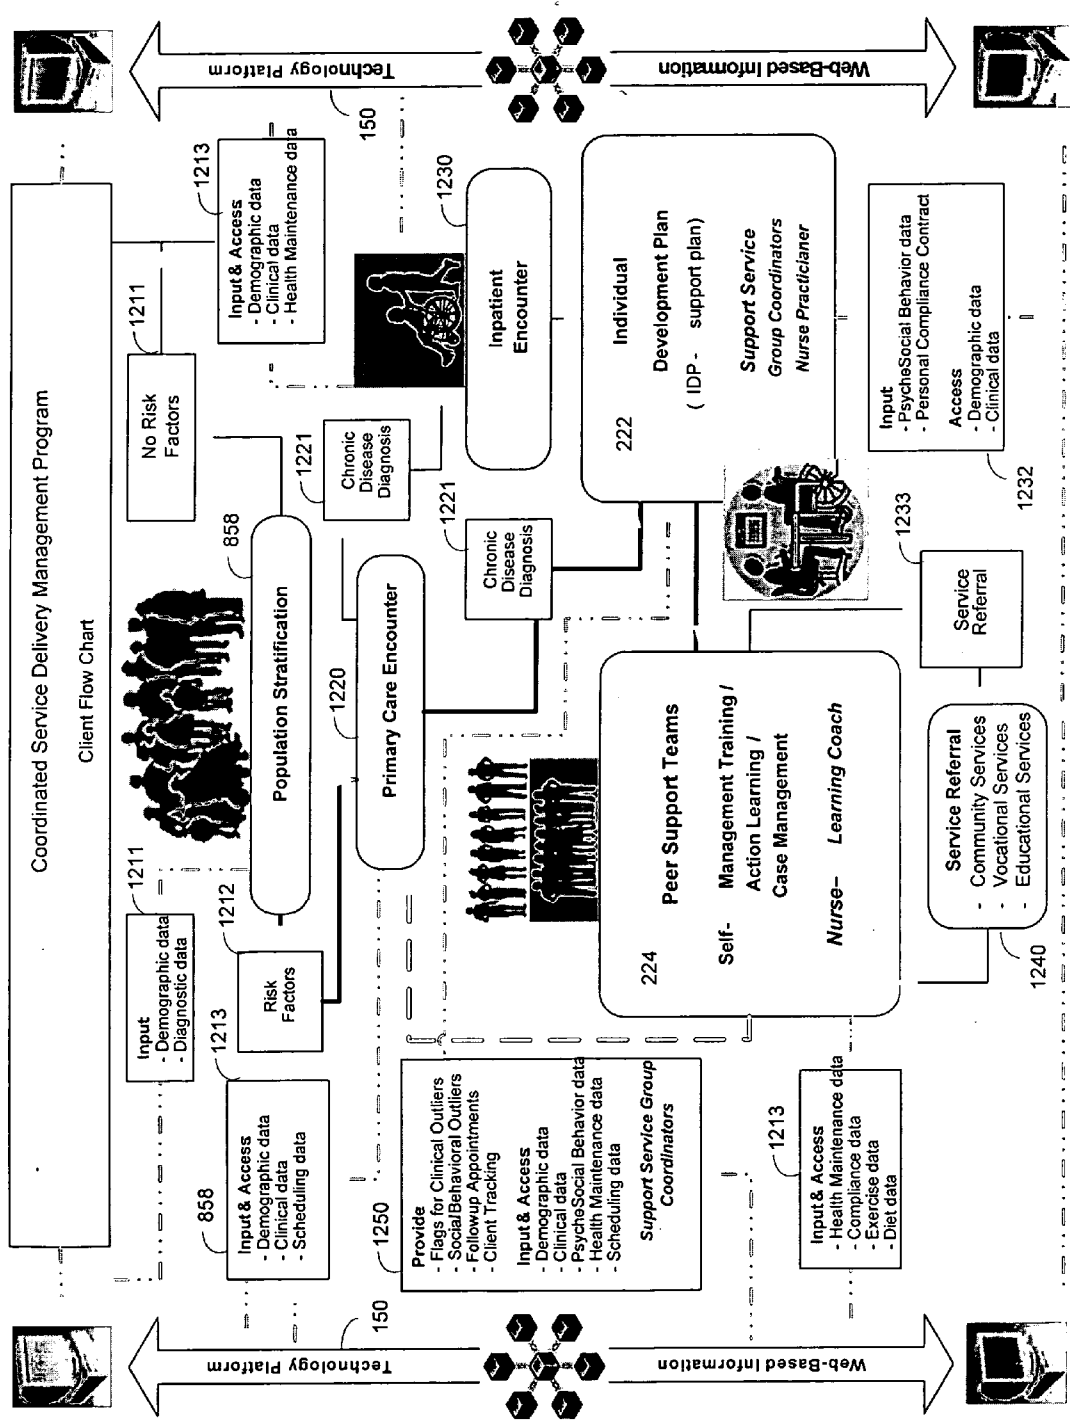 Coordinated Service Delivery Management Program
Client Flow Chart
Technology Platform
150
Web-Based Information
Input
- Demographic data
- Diagnostic data
1211
Population Stratification
858
No Risk
Factors
1211
Input & Access
- Demographic data
- Clinical data
- Health Maintenance data
1213
Technology Platform
150
Web-Based Information
Input & Access
- Demographic data
- Clinical data
- Scheduling data
858
1213
Risk
Factors
1212
Primary Care Encounter
1220
Chronic
Disease
Diagnosis
1221
Inpatient
Encounter
1230
Chronic
Disease
Diagnosis
1221
Provide
- Flags for Clinical Outliers
- Social/Behavioral Outliers
- Followup Appointments
- Client Tracking
Input & Access
- Demographic data
- Clinical data
- PsychoSocial Behavior data
- Health Maintenance data
- Scheduling data
Support Service Group
Coordinators
1250
224
Peer Support Teams
Self- Management Training /
Action Learning /
Case Management
Nurse- Learning Coach
222
Individual
Development Plan
( IDP - support plan)
Support Service
Group Coordinators
Nurse Practicianer
Input & Access
- Health Maintenance data
- Compliance data
- Exercise data
- Diet data
1213
Service Referral
- Community Services
- Vocational Services
- Educational Services
1240
Service
Referral
1233
Input
- PsychoSocial Behavior data
- Personal Compliance Contract
Access
- Demographic data
- Clinical data
1232